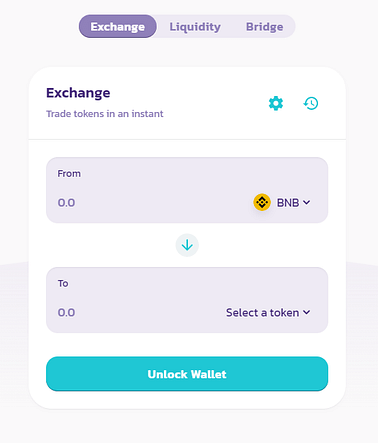 Exchange Liquidity Bridge
Exchange
Trade tokens in an instant
From
0.0 BNB
To
0.0 Select a token
Unlock Wallet